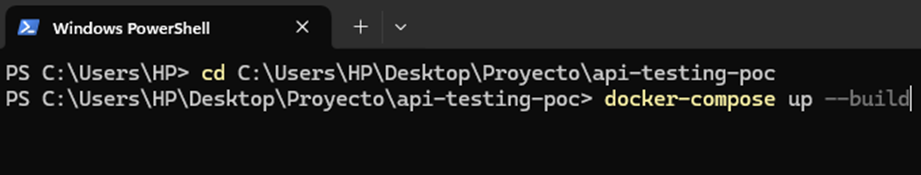 Windows PowerShell
PS C:\Users\HP> cd C:\Users\HP\Desktop\Proyecto\api-testing-poc
PS C:\Users\HP\Desktop\Proyecto\api-testing-poc> docker-compose up --build